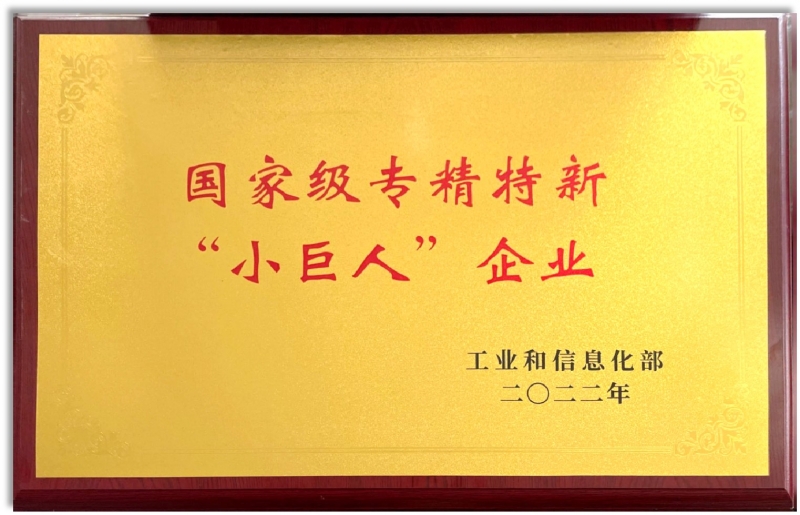 国家级专精特新
“小巨人”企业
工业和信息化部
二〇二二年